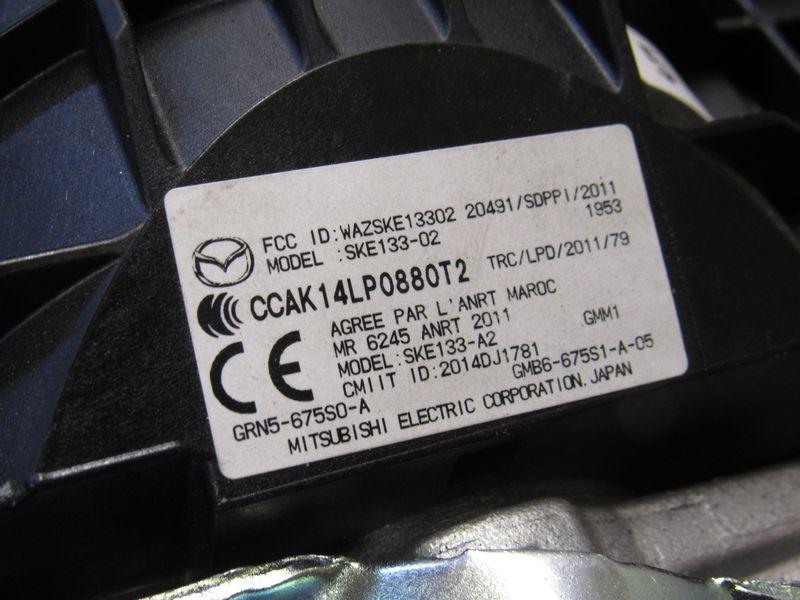 FCC ID:WAZSKE13302 20491/SDPPI/2011
MODEL :SKE133-02 1953
CCAK14LP0880T2 TRC/LPD/2011/79
AGREE PAR L'ANRT MAROC
MR 6245 ANRT 2011 GMM1
MODEL:SKE133-A2
CMIIT ID:2014DJ1781
CE
GRN5-675S0-A GMB6-675S1-A-05
MITSUBISHI ELECTRIC CORPORATION.JAPAN